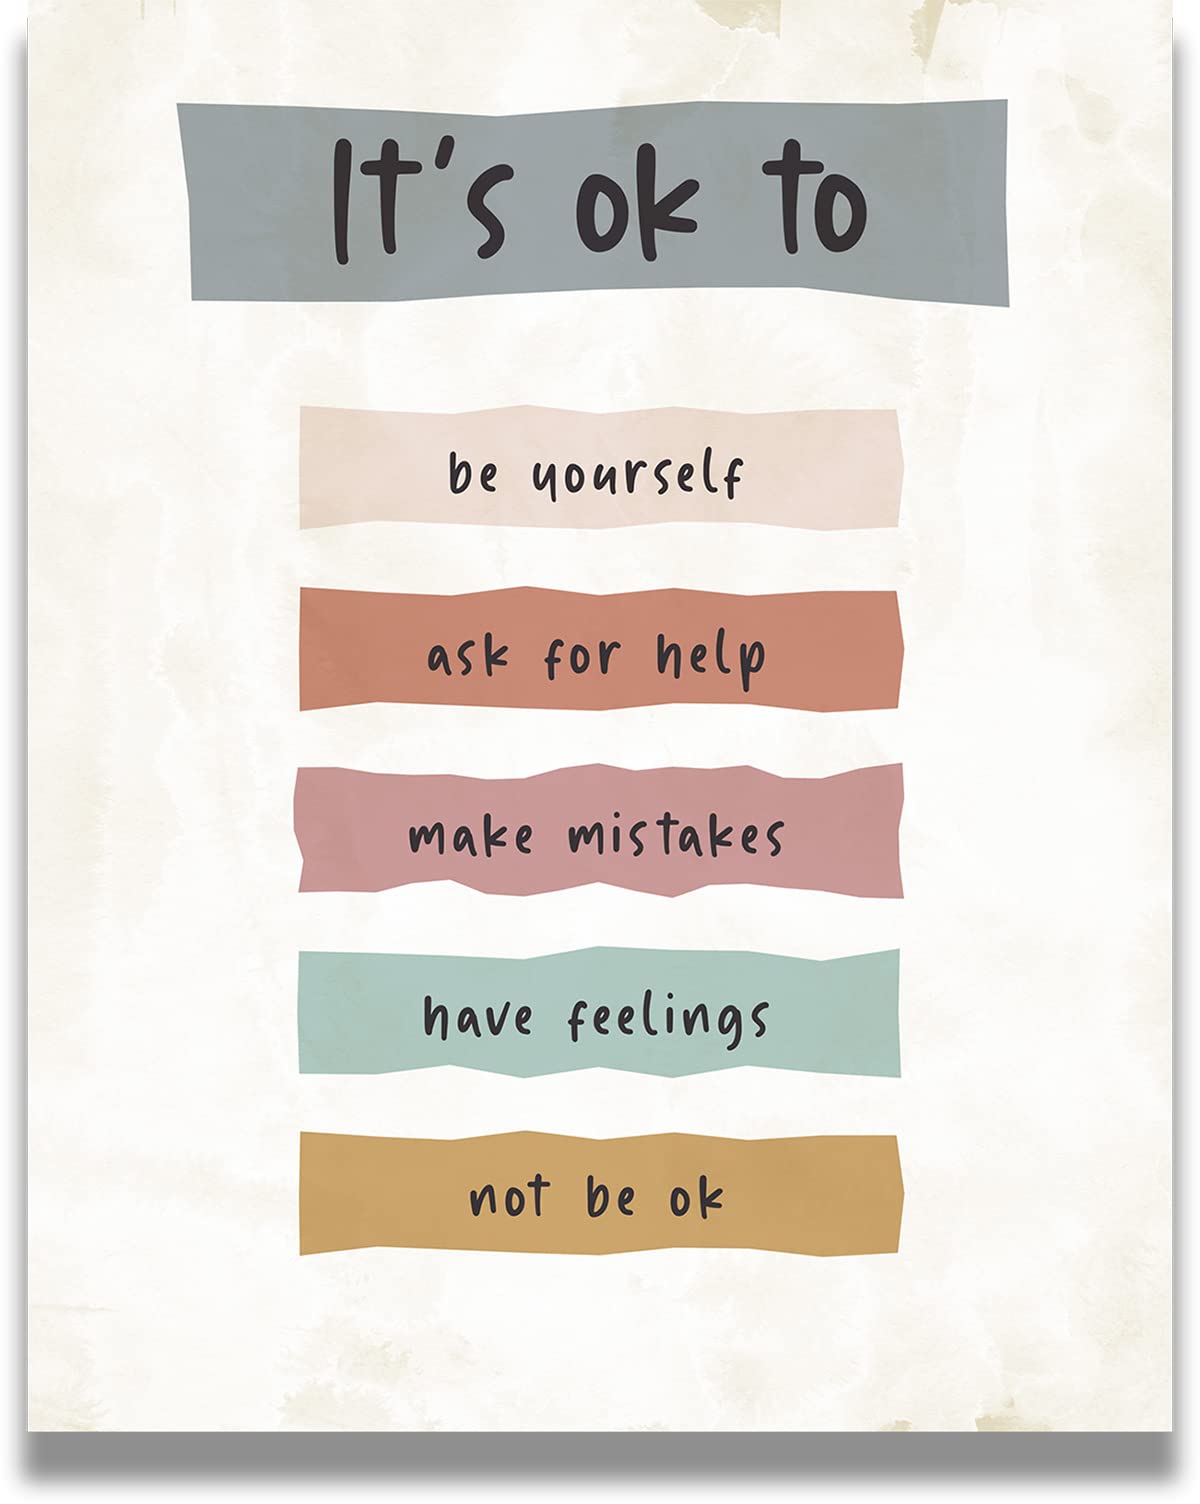 It's ok to
be yourself
ask for help
make mistakes
have feelings
not be ok